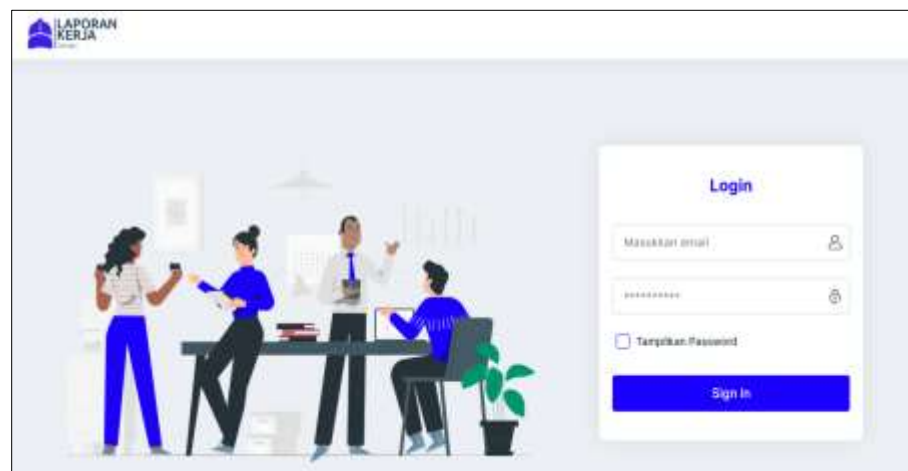 LAPORAN
KERJA
Login
Masukkan email
**********
Tampilkan Password
Sign In